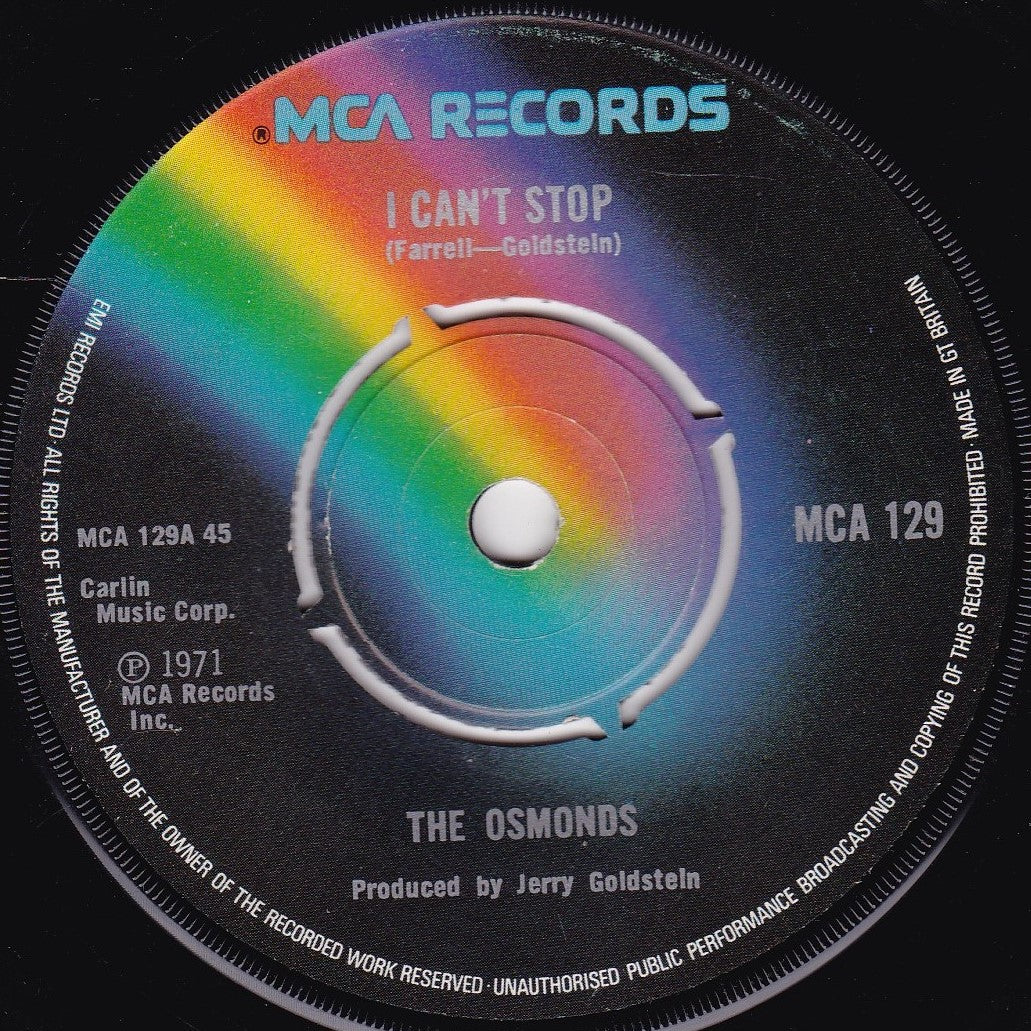 ® MCA RECORDS
I CAN'T STOP
(Farrell—Goldstein)
MCA 129
MCA 129A 45
Carlin
Music Corp.
℗ 1971
MCA Records
Inc.
THE OSMONDS
Produced by Jerry Goldstein
EMI RECORDS LTD · ALL RIGHTS OF THE MANUFACTURER AND OF THE OWNER OF THE RECORDED WORK RESERVED · UNAUTHORISED PUBLIC PERFORMANCE BROADCASTING AND COPYING OF THIS RECORD PROHIBITED · MADE IN GT BRITAIN